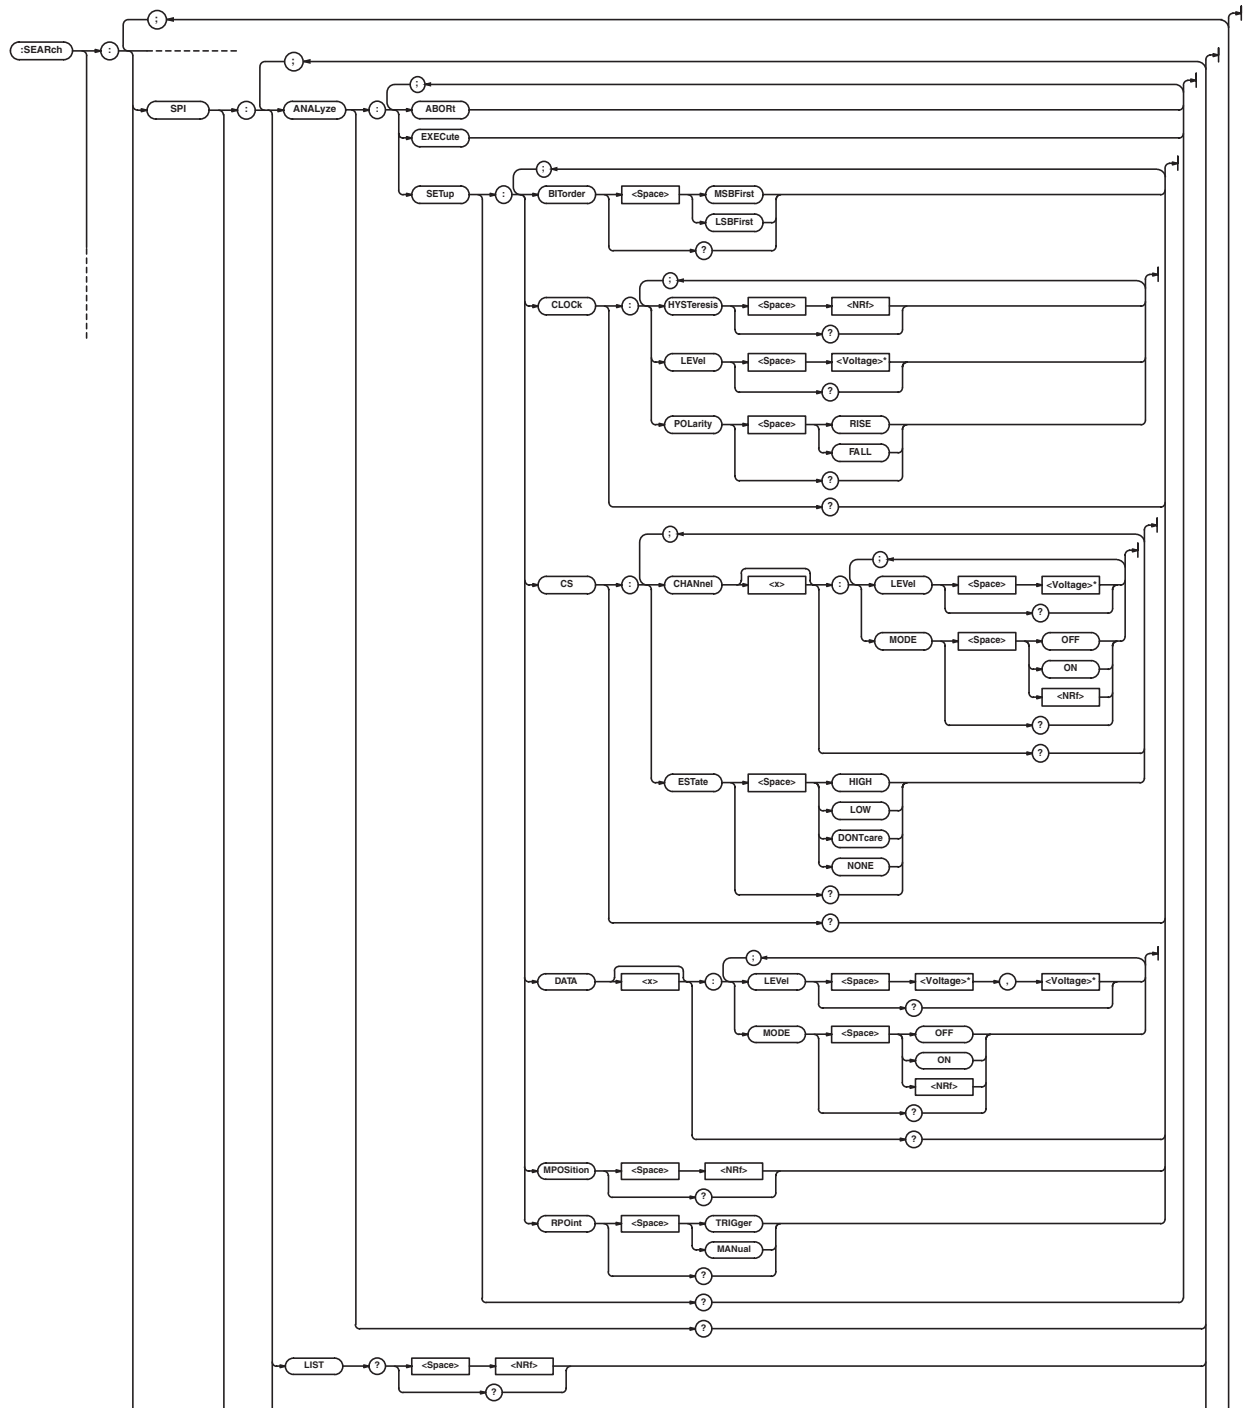 ;
:SEARch :
;
;
SPI : ANALyze : ABORt
EXECute
;
SETup : BITorder <Space> MSBFirst
LSBFirst
?
;
CLOCk : HYSTeresis <Space> <NRf>
?
LEVel <Space> <Voltage>*
?
POLarity <Space> RISE
FALL
?
?
;
;
CS : CHANnel <x> : LEVel <Space> <Voltage>*
?
MODE <Space> OFF
ON
<NRf>
?
?
ESTate <Space> HIGH
LOW
DONTcare
NONE
?
?
;
DATA <x> : LEVel <Space> <Voltage>* , <Voltage>*
?
MODE <Space> OFF
ON
<NRf>
?
?
MPOSition <Space> <NRf>
?
RPOint <Space> TRIGger
MANual
?
?
?
LIST ? <Space> <NRf>
?